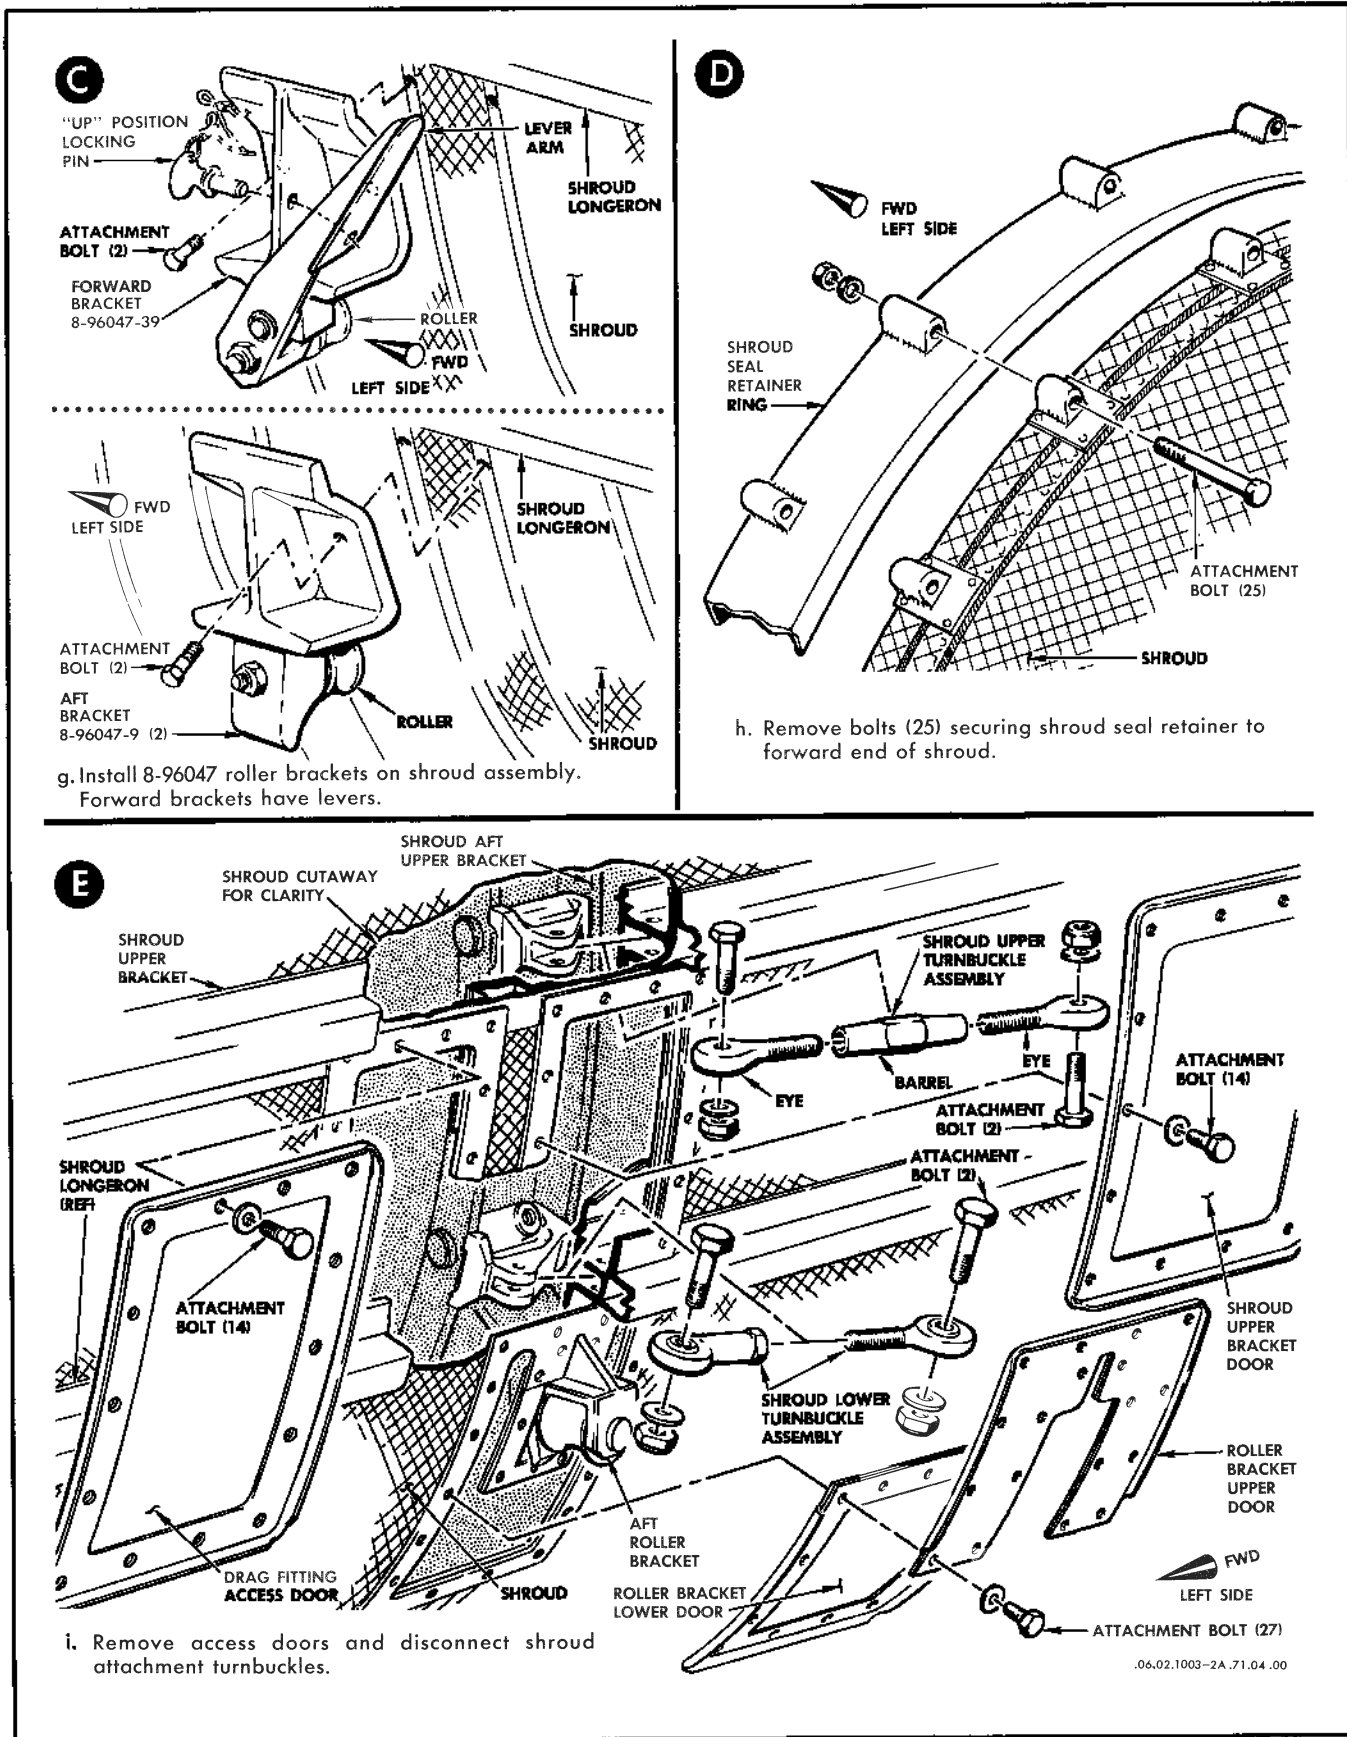 C
"UP" POSITION
LOCKING
PIN
LEVER
ARM
SHROUD
LONGERON
ATTACHMENT
BOLT (2)
FORWARD
BRACKET
8-96047-39
ROLLER
SHROUD
FWD
LEFT SIDE
FWD
LEFT SIDE
SHROUD
LONGERON
ATTACHMENT
BOLT (2)
AFT
BRACKET
8-96047-9 (2)
ROLLER
SHROUD
g. Install 8-96047 roller brackets on shroud assembly.
Forward brackets have levers.
D
FWD
LEFT SIDE
SHROUD
SEAL
RETAINER
RING
ATTACHMENT
BOLT (25)
SHROUD
h. Remove bolts (25) securing shroud seal retainer to
forward end of shroud.
E
SHROUD AFT
UPPER BRACKET
SHROUD CUTAWAY
FOR CLARITY
SHROUD
UPPER
BRACKET
SHROUD UPPER
TURNBUCKLE
ASSEMBLY
EYE
BARREL
EYE
ATTACHMENT
BOLT (14)
ATTACHMENT
BOLT (2)
ATTACHMENT
BOLT (2)
SHROUD
LONGERON
(REF)
ATTACHMENT
BOLT (14)
SHROUD
UPPER
BRACKET
DOOR
SHROUD LOWER
TURNBUCKLE
ASSEMBLY
ROLLER
BRACKET
UPPER
DOOR
AFT
ROLLER
BRACKET
DRAG FITTING
ACCESS DOOR
SHROUD
ROLLER BRACKET
LOWER DOOR
FWD
LEFT SIDE
ATTACHMENT BOLT (27)
i. Remove access doors and disconnect shroud
attachment turnbuckles.
.06.02.1003-2A.71.04.00